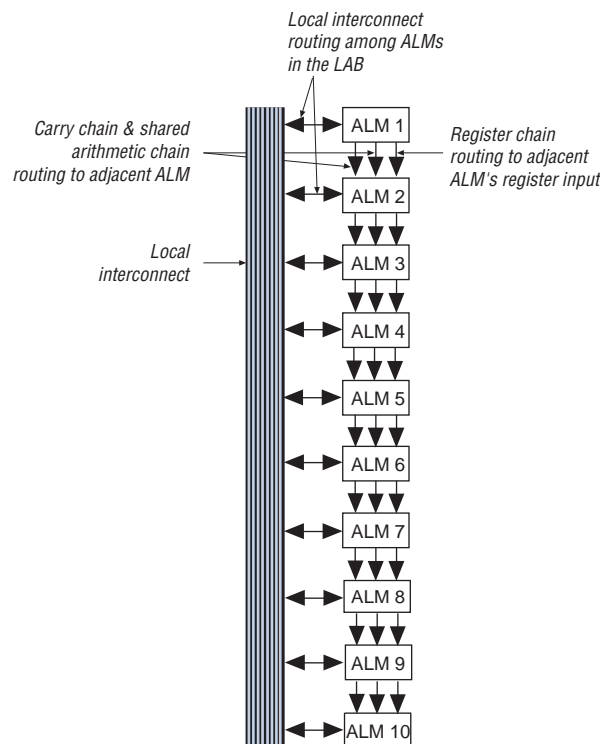 Local interconnect
routing among ALMs
in the LAB
Carry chain & shared
arithmetic chain
routing to adjacent ALM
Register chain
routing to adjacent
ALM's register input
Local
interconnect
ALM 1
ALM 2
ALM 3
ALM 4
ALM 5
ALM 6
ALM 7
ALM 8
ALM 9
ALM 10